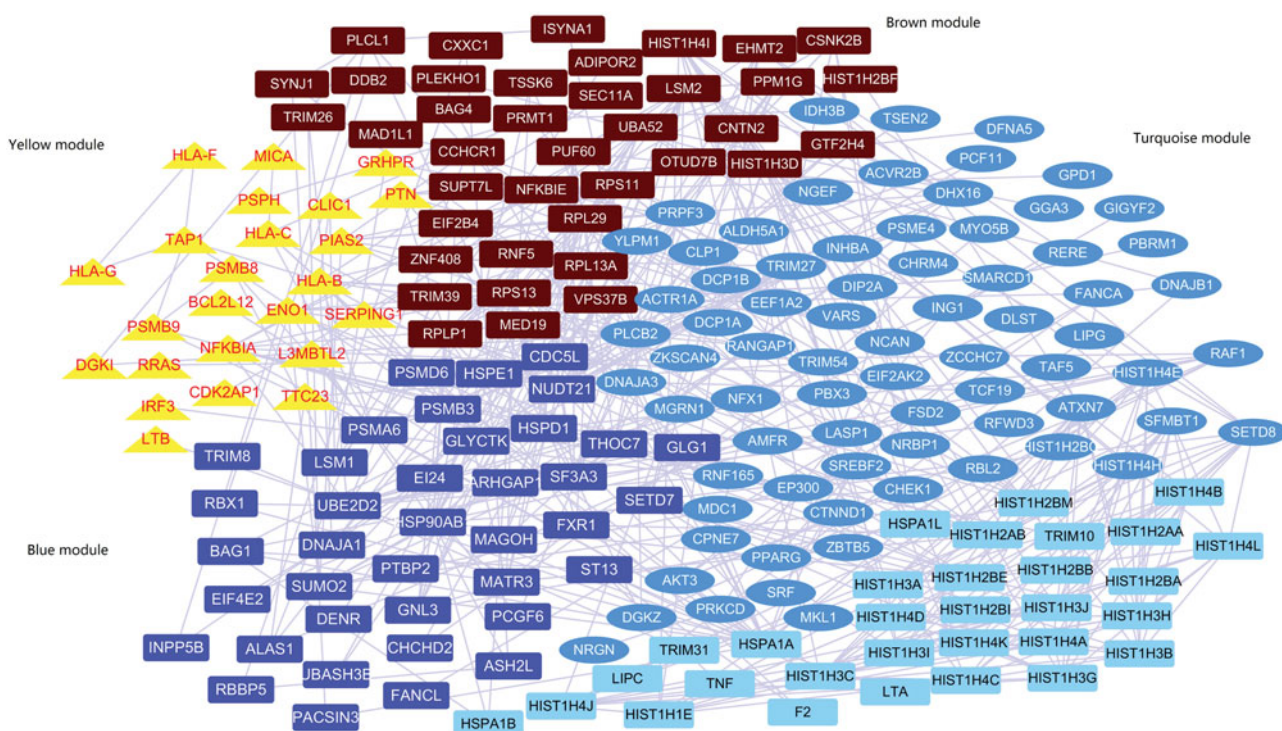 Brown module
Yellow module
Turquoise module
Blue module
ISYNA1
PLCL1
CXXC1
HIST1H4I
EHMT2
CSNK2B
ADIPOR2
SYNJ1
DDB2
PLEKHO1
TSSK6
SEC11A
LSM2
PPM1G
HIST1H2BF
TRIM26
BAG4
PRMT1
UBA52
CNTN2
MAD1L1
CCHCR1
PUF60
OTUD7B
HIST1H3D
GTF2H4
SUPT7L
NFKBIE
RPS11
EIF2B4
RPL29
ZNF408
RNF5
RPL13A
TRIM39
RPS13
VPS37B
RPLP1
MED19
HLA-F
MICA
GRHPR
PSPH
CLIC1
PTN
TAP1
HLA-C
PIAS2
HLA-G
PSMB8
HLA-B
BCL2L12
ENO1
SERPING1
PSMB9
NFKBIA
L3MBTL2
DGKI
RRAS
CDK2AP1
TTC23
IRF3
LTB
IDH3B
TSEN2
DFNA5
PCF11
ACVR2B
GPD1
NGEF
DHX16
GGA3
GIGYF2
PRPF3
ALDH5A1
PSME4
MYO5B
YLPM1
CLP1
INHBA
RERE
PBRM1
TRIM27
CHRM4
DCP1B
SMARCD1
DIP2A
FANCA
DNAJB1
ACTR1A
EEF1A2
ING1
PLCB2
DCP1A
VARS
DLST
LIPG
RANGAP1
NCAN
ZKSCAN4
TRIM54
ZCCHC7
RAF1
EIF2AK2
TAF5
HIST1H4E
DNAJA3
NFX1
PBX3
TCF19
MGRN1
FSD2
ATXN7
SFMBT1
LASP1
RFWD3
SETD8
AMFR
NRBP1
HIST1H2BO
RNF165
SREBF2
RBL2
HIST1H4H
EP300
CHEK1
MDC1
CTNND1
CPNE7
PPARG
ZBTB5
AKT3
SRF
PRKCD
DGKZ
MKL1
NRGN
CDC5L
PSMD6
HSPE1
NUDT21
PSMB3
PSMA6
HSPD1
GLYCTK
THOC7
GLG1
TRIM8
LSM1
EI24
ARHGAP1
SF3A3
RBX1
UBE2D2
SETD7
HSP90AB
FXR1
BAG1
DNAJA1
MAGOH
PTBP2
ST13
SUMO2
MATR3
EIF4E2
DENR
GNL3
PCGF6
INPP5B
ALAS1
CHCHD2
UBASH3B
ASH2L
RBBP5
FANCL
PACSIN3
HIST1H4B
HIST1H2BM
HSPA1L
HIST1H2AB
TRIM10
HIST1H2AA
HIST1H4L
HIST1H3A
HIST1H2BE
HIST1H2BB
HIST1H2BA
HIST1H4D
HIST1H2BI
HIST1H3J
HIST1H3H
HSPA1A
TRIM31
HIST1H3I
HIST1H4K
HIST1H4A
HIST1H3B
LIPC
TNF
HIST1H3C
HIST1H4C
HIST1H3G
LTA
HIST1H4J
HIST1H1E
F2
HSPA1B